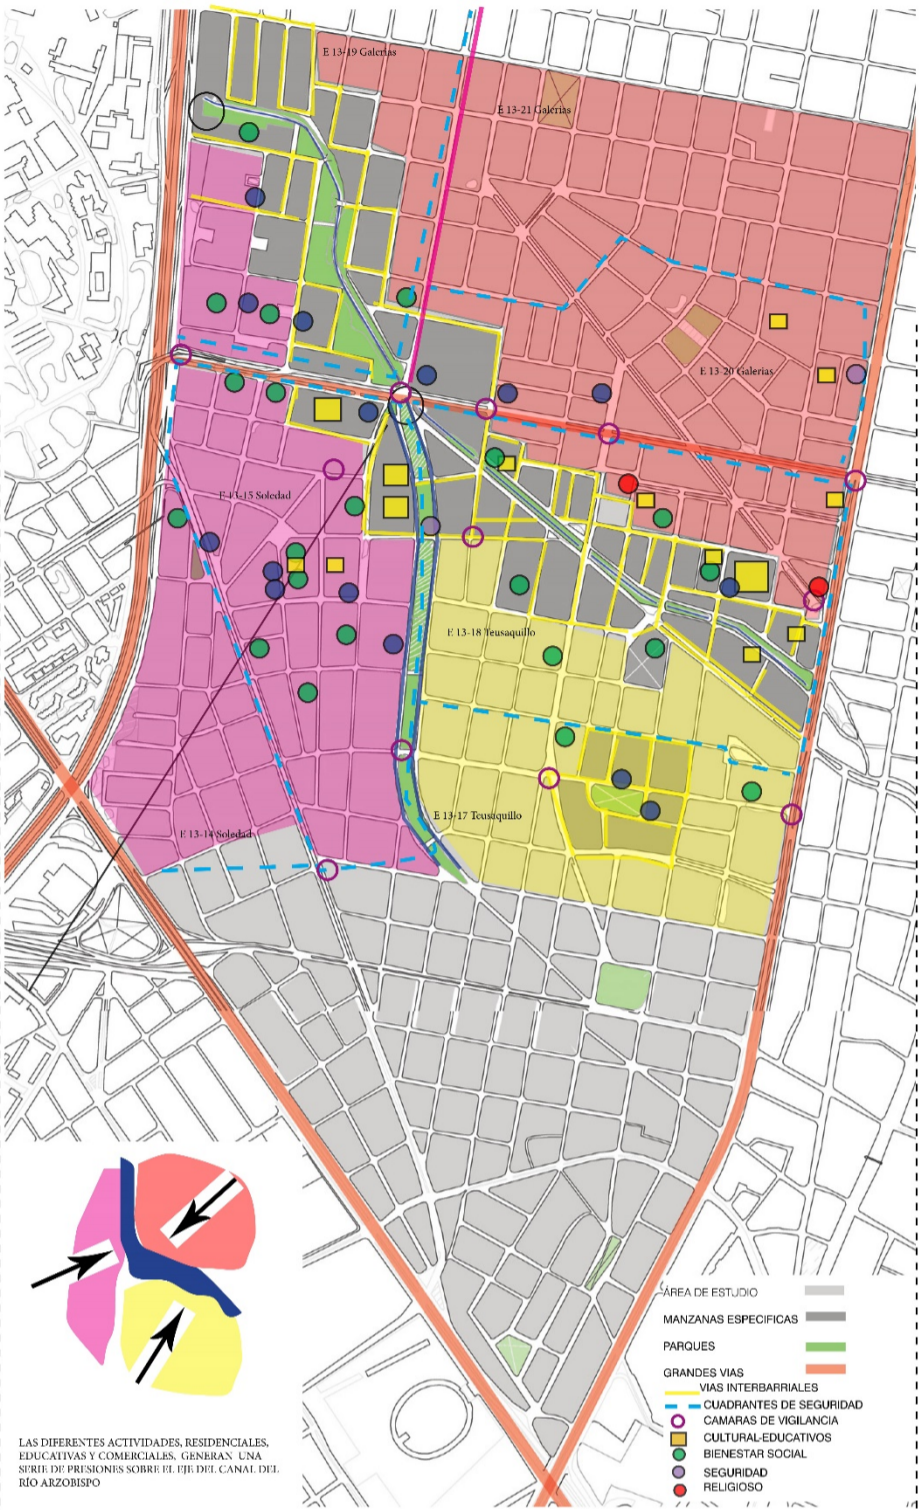 E 13-19 Galerias
E 13-21 Galerias
E 13-20 Galerias
E 13-15 Soledad
E 13-18 Teusaquillo
E 13-17 Teusaquillo
E 13-14 Soledad
ÁREA DE ESTUDIO
MANZANAS ESPECIFICAS
PARQUES
GRANDES VIAS
VIAS INTERBARRIALES
CUADRANTES DE SEGURIDAD
CAMARAS DE VIGILANCIA
CULTURAL-EDUCATIVOS
BIENESTAR SOCIAL
SEGURIDAD
RELIGIOSO
LAS DIFERENTES ACTIVIDADES, RESIDENCIALES,
EDUCATIVAS Y COMERCIALES, GENERAN UNA
SERIE DE PRESIONES SOBRE EL EJE DEL CANAL DEL
RÍO ARZOBISPO